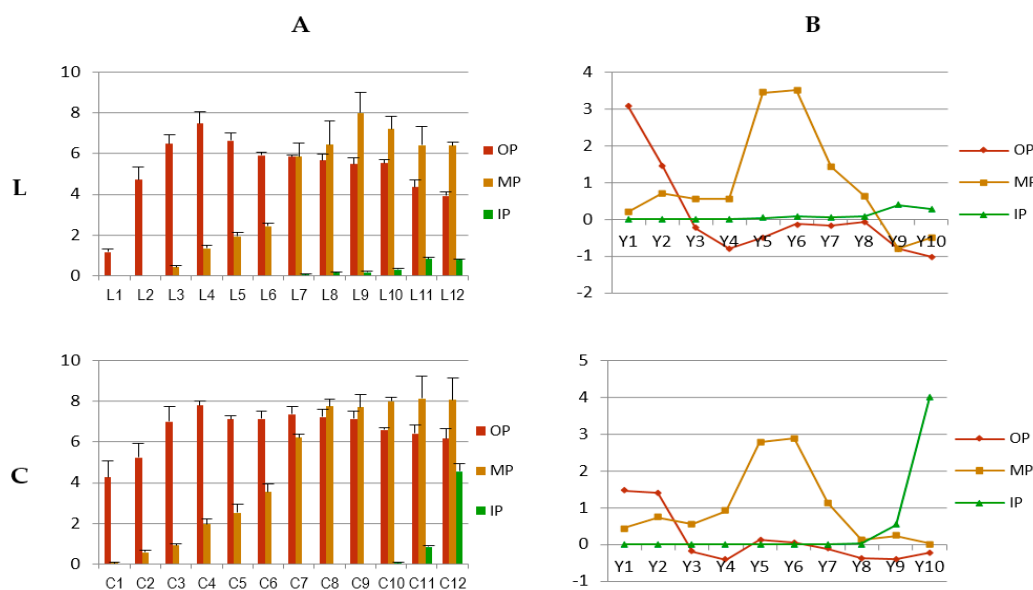 A
B
L
10
8
6
4
2
0
L1 L2 L3 L4 L5 L6 L7 L8 L9 L10 L11 L12
OP
MP
IP
4
3
2
1
0
-1
-2
Y1 Y2 Y3 Y4 Y5 Y6 Y7 Y8 Y9 Y10
OP
MP
IP
C
10
8
6
4
2
0
C1 C2 C3 C4 C5 C6 C7 C8 C9 C10 C11 C12
OP
MP
IP
5
4
3
2
1
0
-1
Y1 Y2 Y3 Y4 Y5 Y6 Y7 Y8 Y9 Y10
OP
MP
IP